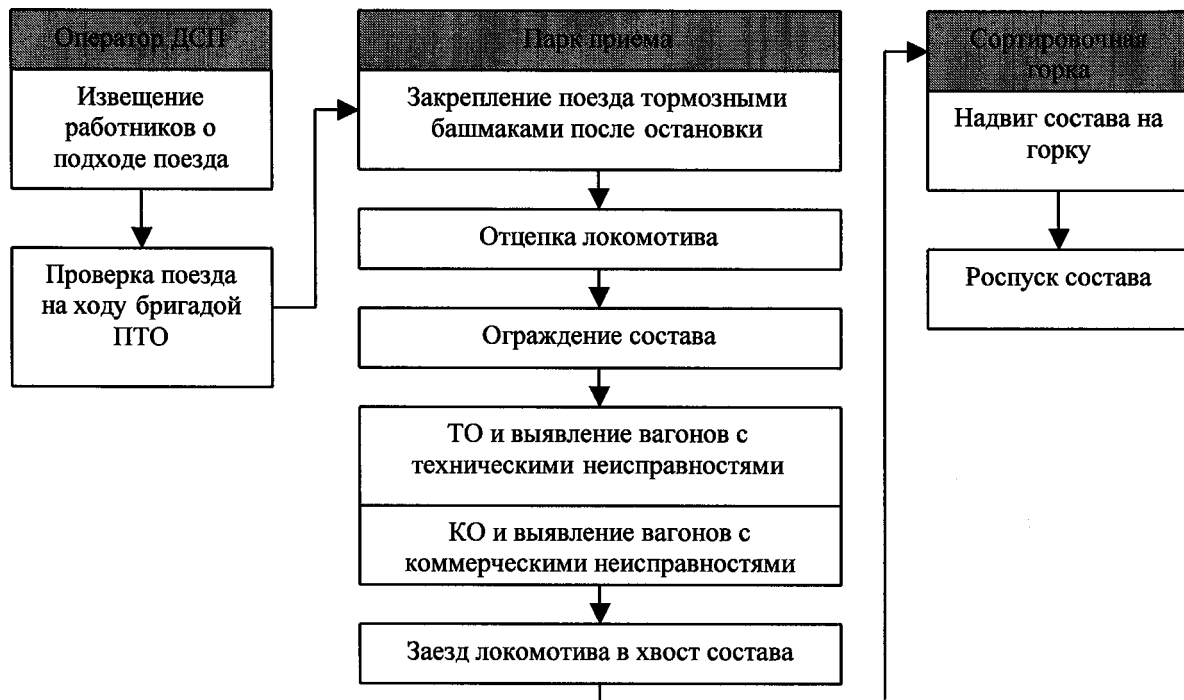 Оператор ДСП
Извещение
работников о
подходе поезда
Проверка поезда
на ходу бригадой
ПТО
Парк приема
Закрепление поезда тормозными
башмаками после остановки
Отцепка локомотива
Ограждение состава
ТО и выявление вагонов с
техническими неисправностями
КО и выявление вагонов с
коммерческими неисправностями
Заезд локомотива в хвост состава
Сортировочная
горка
Надвиг состава на
горку
Роспуск состава